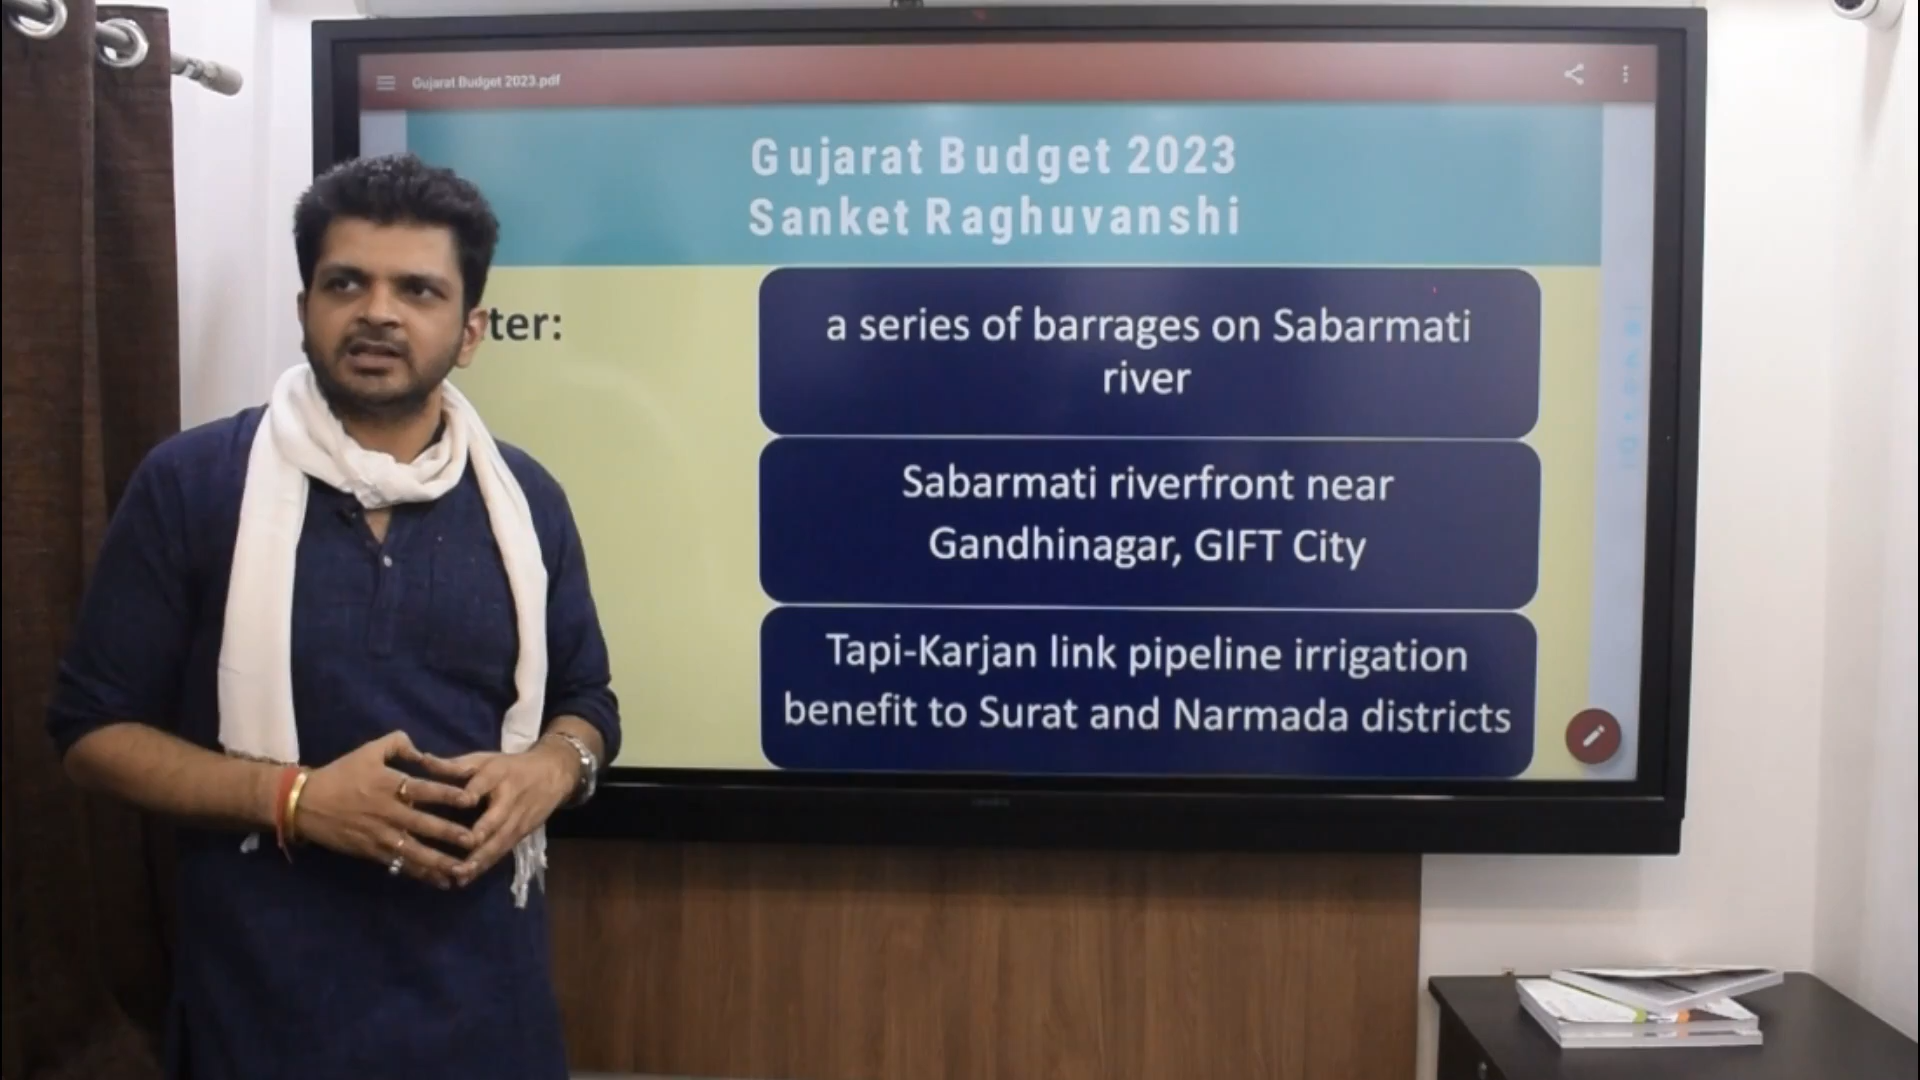 Gujarat Budget 2023.pdf
Gujarat Budget 2023
Sanket Raghuvanshi
ter:
a series of barrages on Sabarmati
river
Sabarmati riverfront near
Gandhinagar, GIFT City
Tapi-Karjan link pipeline irrigation
benefit to Surat and Narmada districts